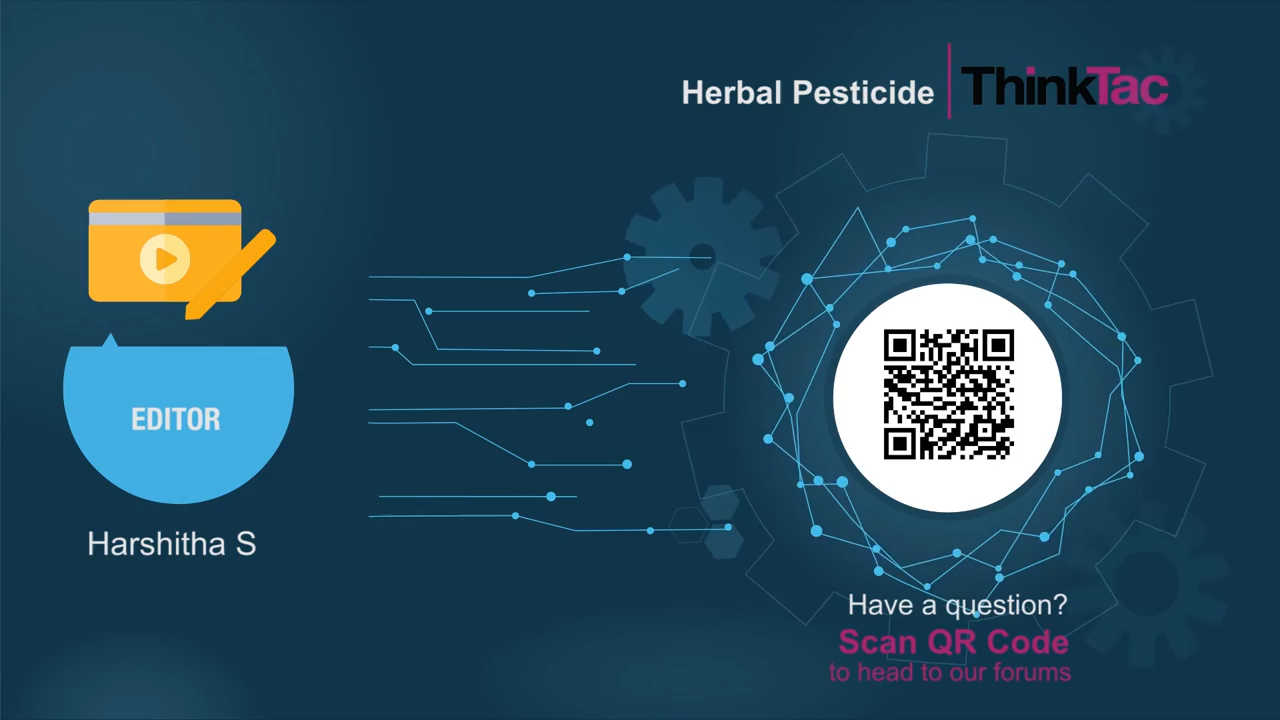 Herbal Pesticide
ThinkTac
EDITOR
Harshitha S
Have a question?
Scan QR Code
to head to our forums